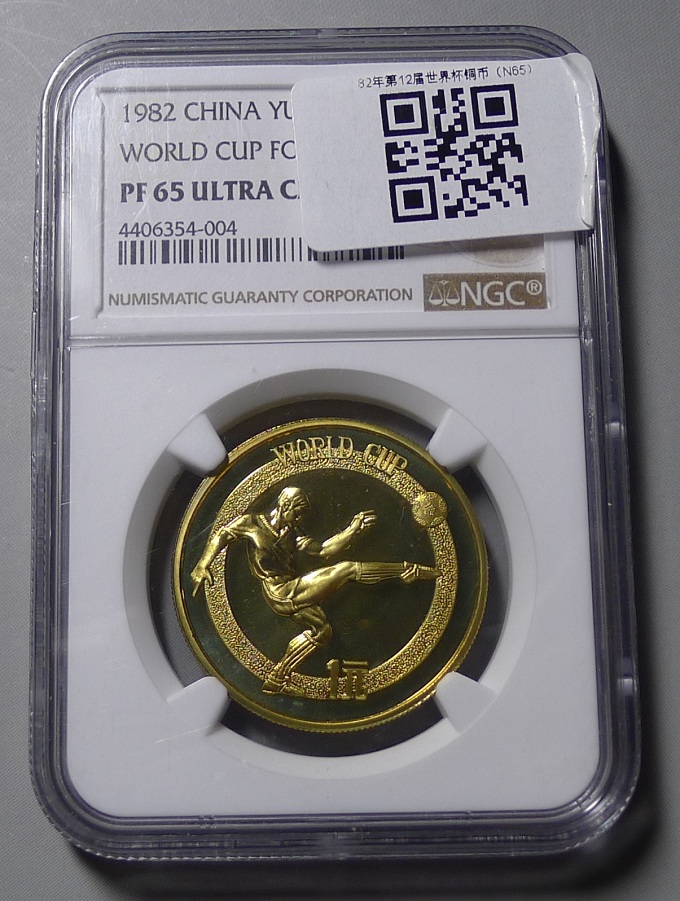 82年第12届世界杯铜币（N65）
1982 CHINA YU
WORLD CUP FO
PF 65 ULTRA CA
4406354-004
NUMISMATIC GUARANTY CORPORATION
NGC®
WORLD CUP
1元